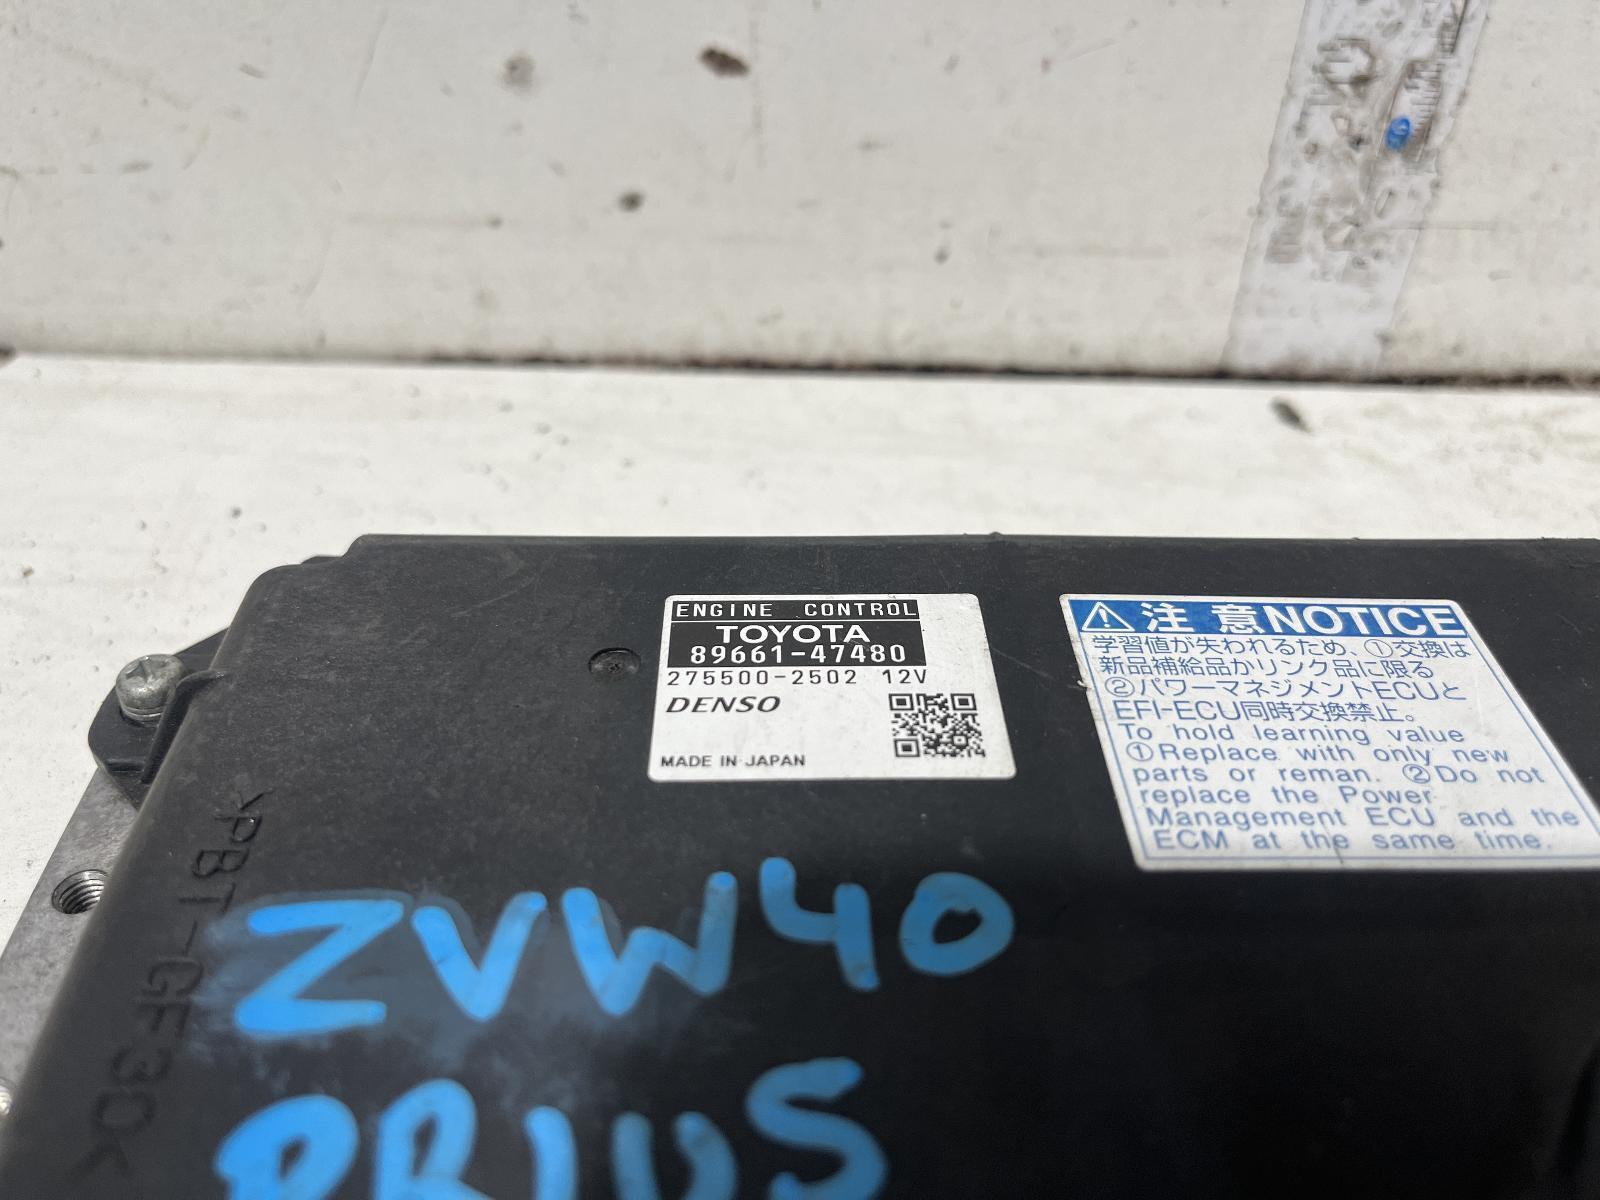 ENGINE CONTROL
TOYOTA
89661-47480
275500-2502 12V
DENSO
MADE IN JAPAN
注 意NOTICE
学習値が失われるため、①交換は
新品補給品かリンク品に限る
②パワーマネジメントECUと
EFI-ECU同時交換禁止。
To hold learning value
①Replace with only new
parts or reman. ②Do not
replace the Power
Management ECU and the
ECM at the same time.
>PBT-GF30<
ZVW40
PRIUS